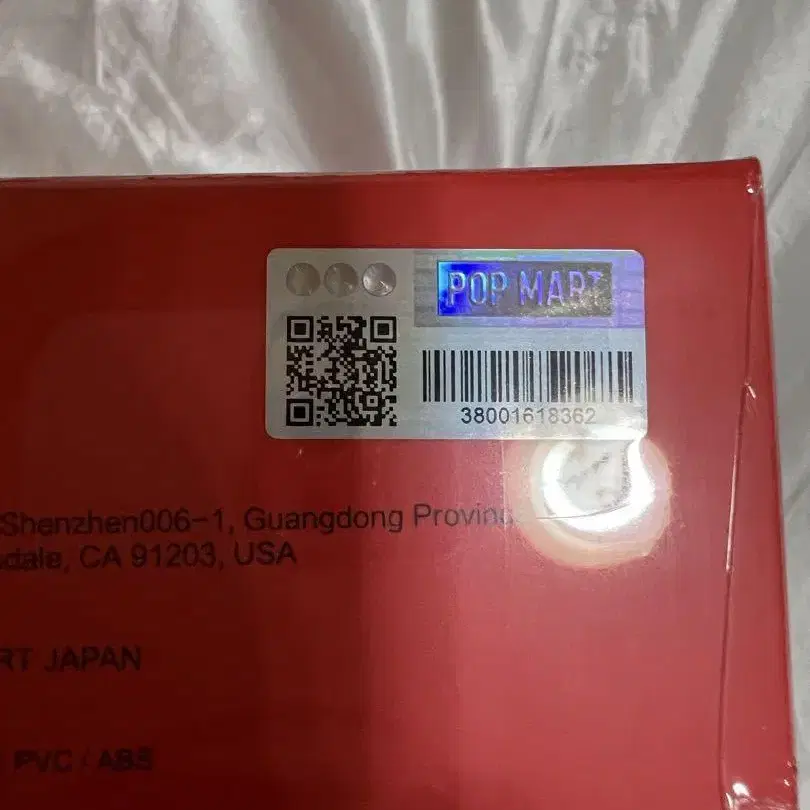 POP MART
38001618362
Shenzhen006-1, Guangdong Provinc
dale, CA 91203, USA
RT JAPAN
PVC / ABS